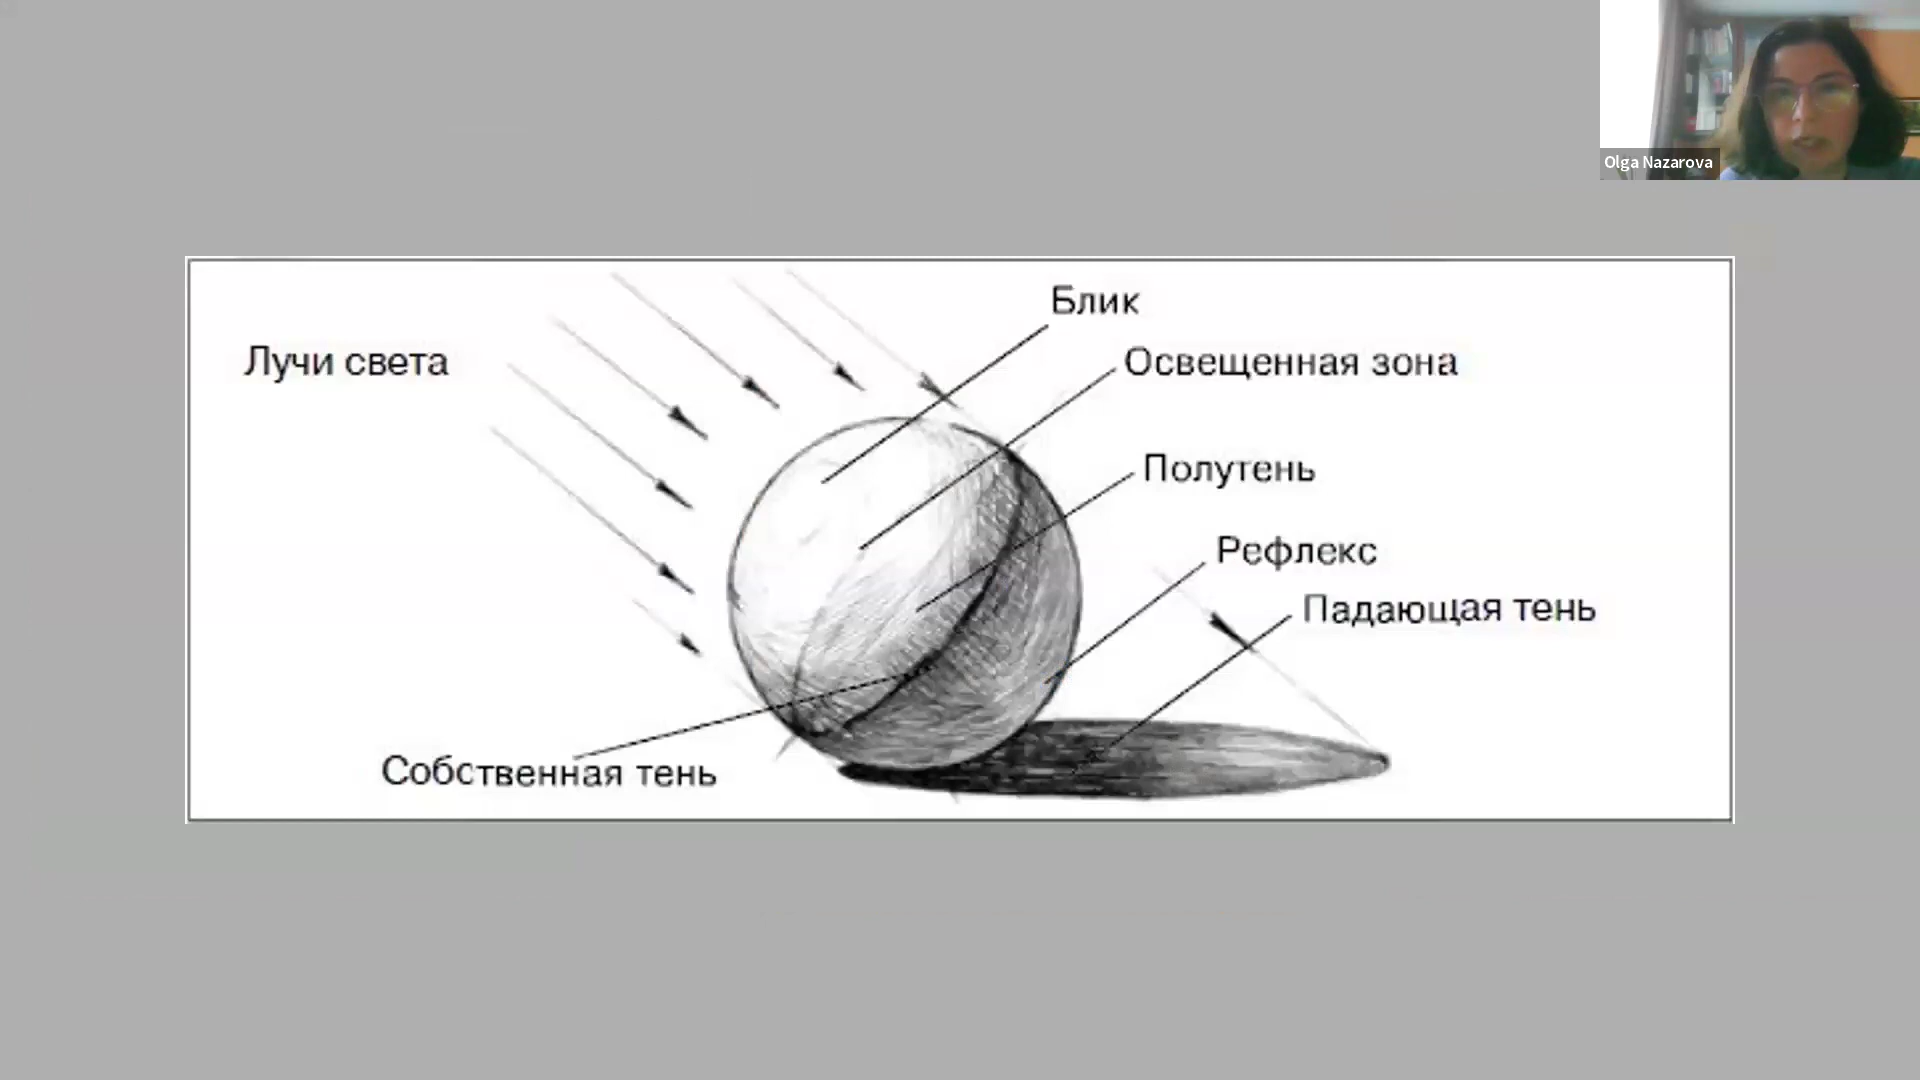 Olga Nazarova
Блик
Лучи света
Освещенная зона
Полутень
Рефлекс
Падающая тень
Собственная тень